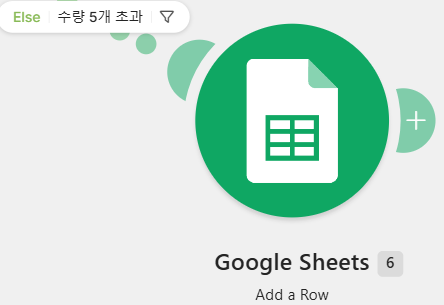 Else 수량 5개 초과
Google Sheets 6
Add a Row